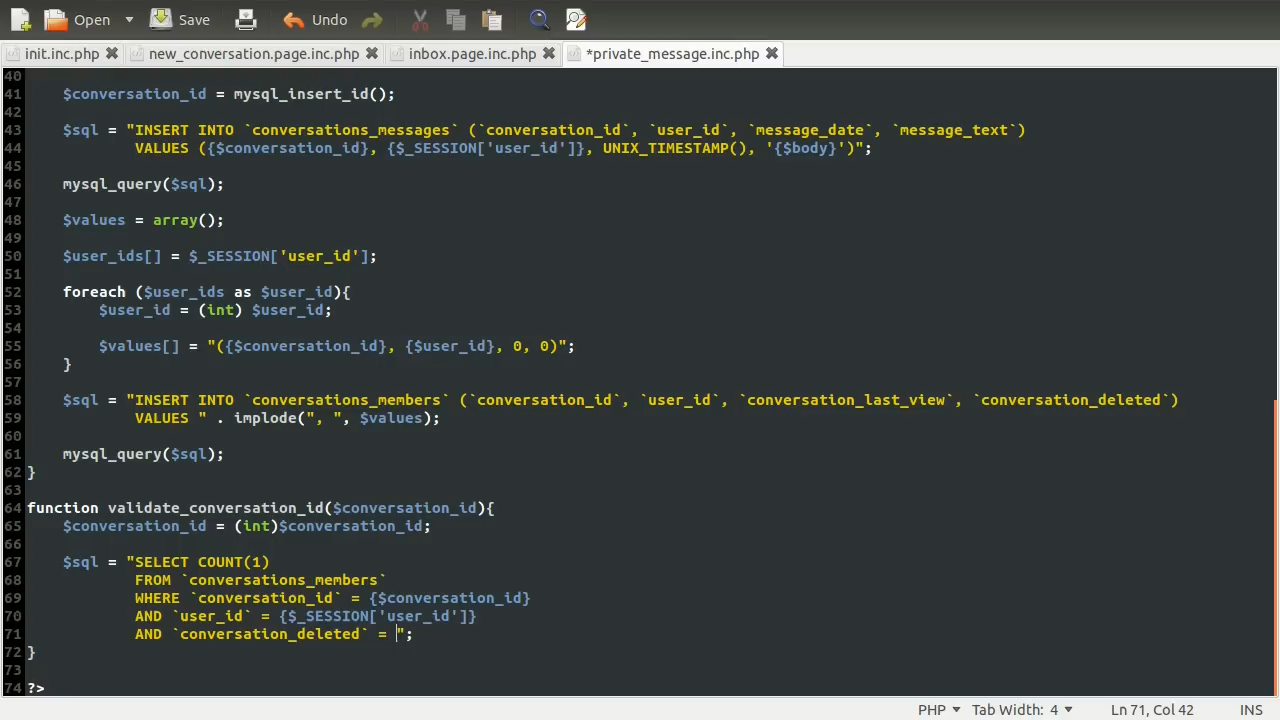 Open Save Undo
init.inc.php new_conversation.page.inc.php inbox.page.inc.php *private_message.inc.php
40
41 $conversation_id = mysql_insert_id();
42
43 $sql = "INSERT INTO `conversations_messages` (`conversation_id`, `user_id`, `message_date`, `message_text`)
44 VALUES ({$conversation_id}, {$_SESSION['user_id']}, UNIX_TIMESTAMP(), '{$body}')";
45
46 mysql_query($sql);
47
48 $values = array();
49
50 $user_ids[] = $_SESSION['user_id'];
51
52 foreach ($user_ids as $user_id){
53 $user_id = (int) $user_id;
54
55 $values[] = "({$conversation_id}, {$user_id}, 0, 0)";
56 }
57
58 $sql = "INSERT INTO `conversations_members` (`conversation_id`, `user_id`, `conversation_last_view`, `conversation_deleted`)
59 VALUES " . implode(", ", $values);
60
61 mysql_query($sql);
62 }
63
64 function validate_conversation_id($conversation_id){
65 $conversation_id = (int)$conversation_id;
66
67 $sql = "SELECT COUNT(1)
68 FROM `conversations_members`
69 WHERE `conversation_id` = {$conversation_id}
70 AND `user_id` = {$_SESSION['user_id']}
71 AND `conversation_deleted` = ";
72 }
73
74 ?>
PHP Tab Width: 4 Ln 71, Col 42 INS